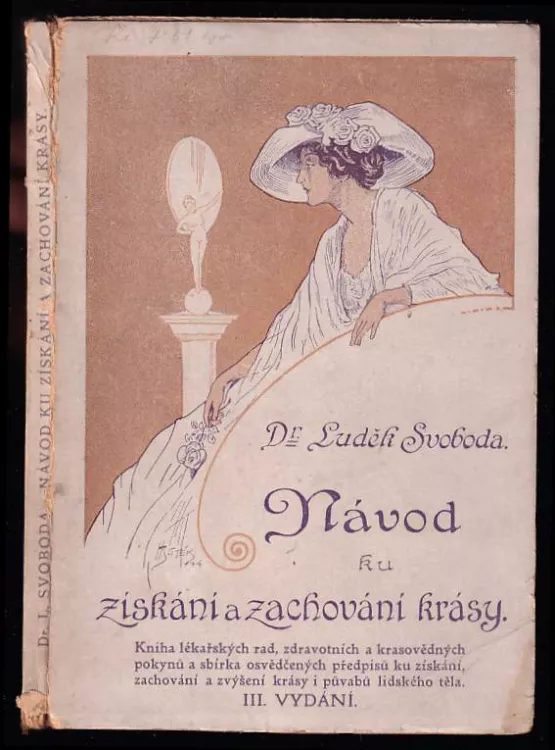 Dr. L. SVOBODA. NÁVOD KU ZÍSKÁNÍ A ZACHOVÁNÍ KRÁSY.
Dr. Luděk Svoboda.
Návod
ku
získání a zachování krásy.
Kniha lékařských rad, zdravotních a krasovědných
pokynů a sbírka osvědčených předpisů ku získání,
zachování a zvýšení krásy i půvabů lidského těla.
III. VYDÁNÍ.